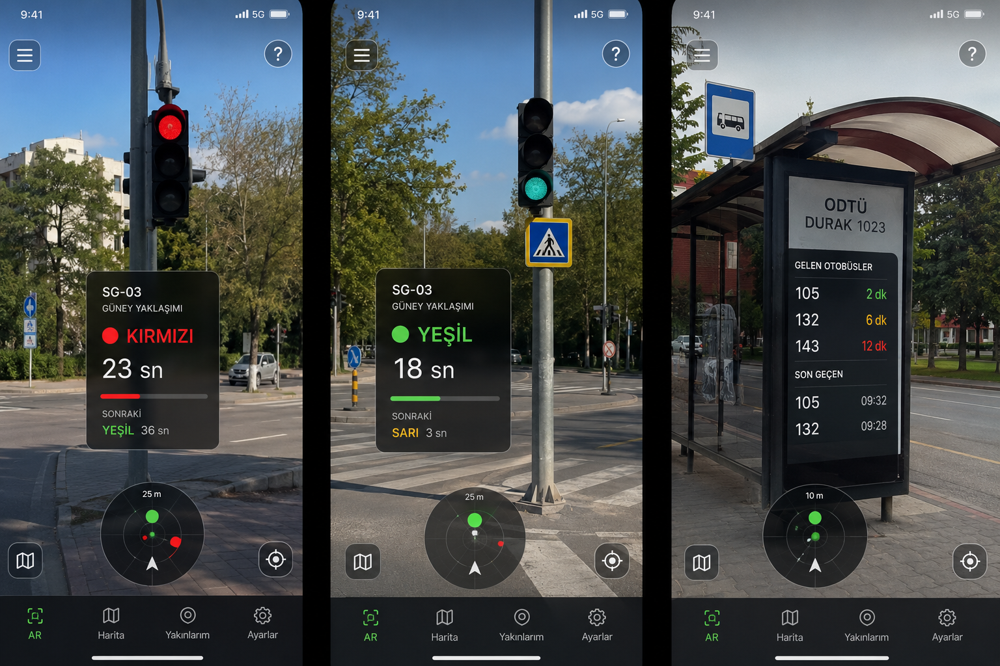 9:41
5G
?
SG-03
GÜNEY YAKLAŞIMI
KIRMIZI
23 sn
SONRAKİ
YEŞİL 36 sn
25 m
AR
Harita
Yakınlarım
Ayarlar
9:41
5G
?
SG-03
GÜNEY YAKLAŞIMI
YEŞİL
18 sn
SONRAKİ
SARI 3 sn
25 m
AR
Harita
Yakınlarım
Ayarlar
9:41
5G
?
ODTÜ
DURAK 1023
GELEN OTOBÜSLER
105 2 dk
132 6 dk
143 12 dk
SON GEÇEN
105 09:32
132 09:28
10 m
AR
Harita
Yakınlarım
Ayarlar